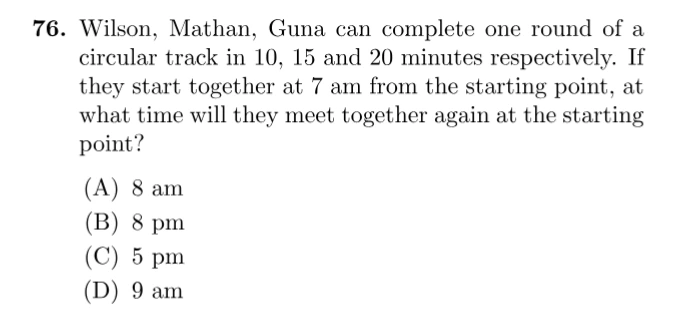 76. Wilson, Mathan, Guna can complete one round of a
circular track in 10, 15 and 20 minutes respectively. If
they start together at 7 am from the starting point, at
what time will they meet together again at the starting
point?
(A) 8 am
(B) 8 pm
(C) 5 pm
(D) 9 am